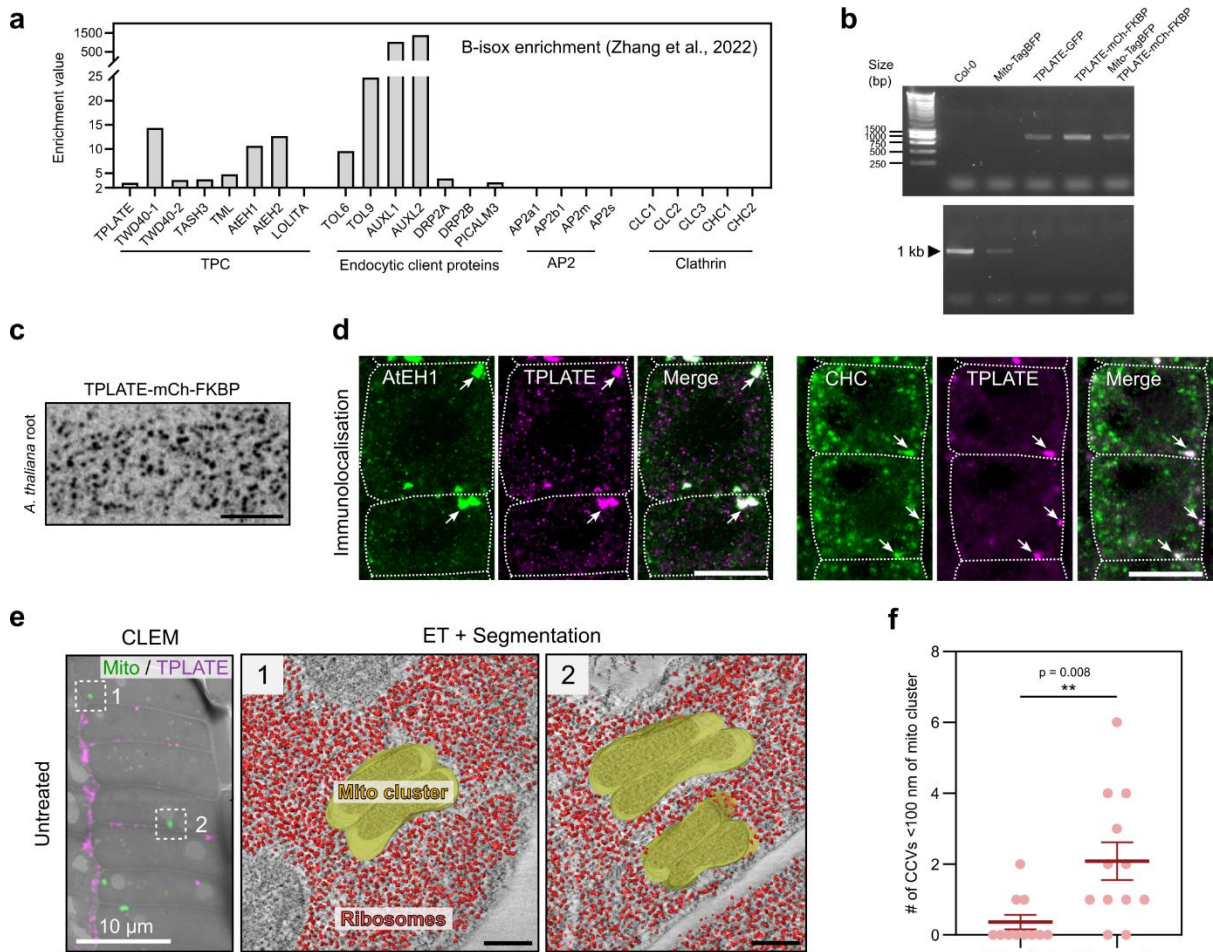 a
B-isox enrichment (Zhang et al., 2022)
Enrichment value
1500
500
25
20
15
10
5
2
TPLATE
TWD40-1
TWD40-2
TASH3
TML
AtEH1
AtEH2
LOLITA
TOL6
TOL9
AUXL1
AUXL2
DRP2A
DRP2B
PICALM3
AP2a1
AP2b1
AP2m
AP2s
CLC1
CLC2
CLC3
CHC1
CHC2
TPC
Endocytic client proteins
AP2
Clathrin
b
Size
(bp)
Col-0
Mito-TagBFP
TPLATE-GFP
TPLATE-mCh-FKBP
Mito-TagBFP
TPLATE-mCh-FKBP
1500
1000
750
500
250
1 kb
c
TPLATE-mCh-FKBP
A. thaliana root
d
Immunolocalisation
AtEH1
TPLATE
Merge
CHC
TPLATE
Merge
e
CLEM
ET + Segmentation
Untreated
Mito / TPLATE
1
2
10 µm
1
Mito cluster
Ribosomes
2
f
# of CCVs <100 nm of mito cluster
8
6
4
2
0
p = 0.008
**